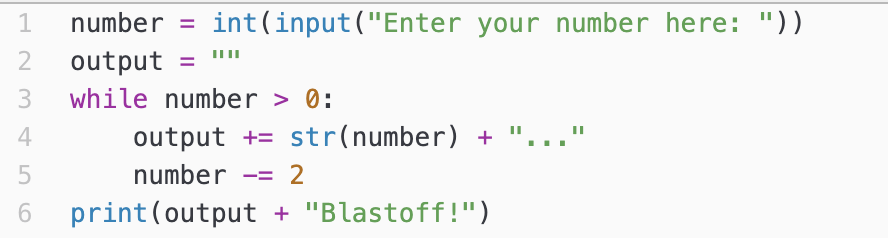 1 number = int(input("Enter your number here: "))
2 output = ""
3 while number > 0:
4     output += str(number) + "..."
5     number -= 2
6 print(output + "Blastoff!")